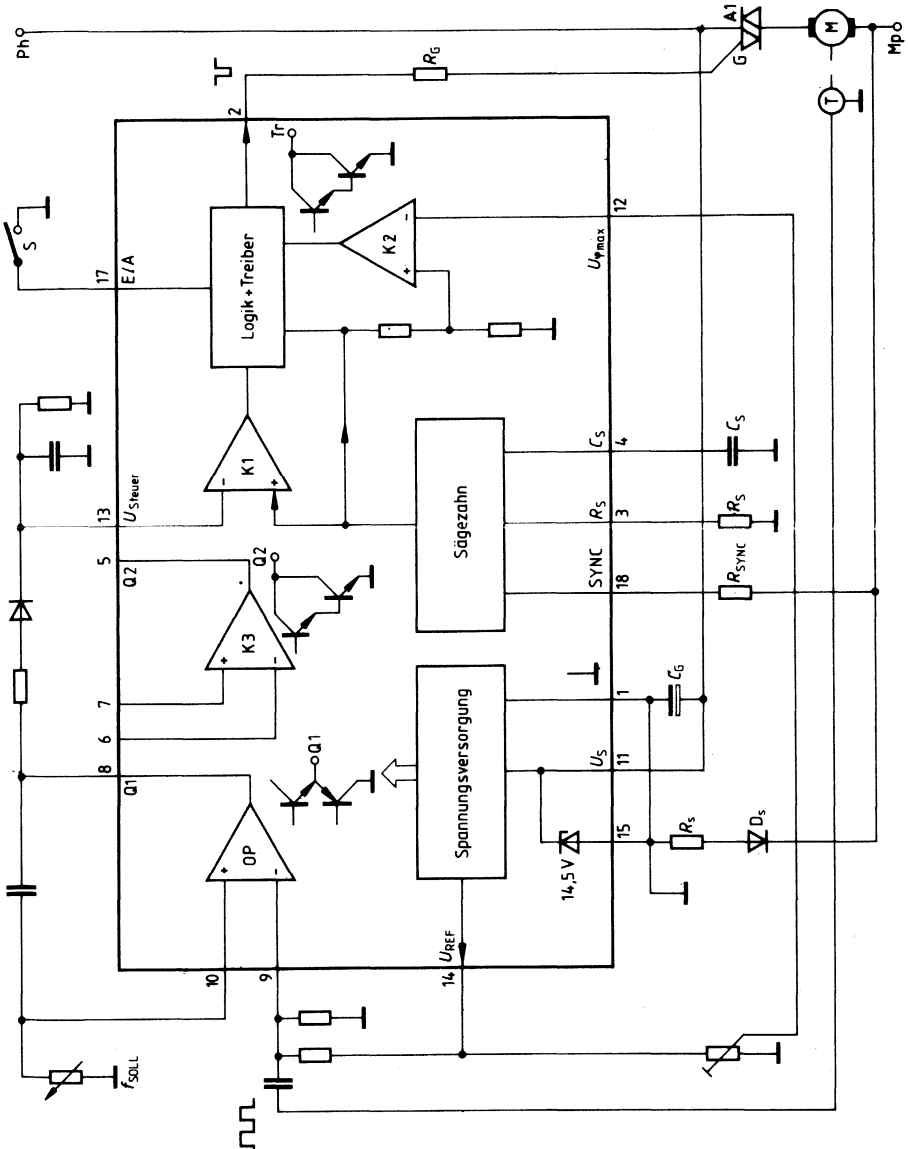 f_SOLL
10
9
8
Q1
6
7
5
Q2
13
U_Steuer
17
E/A
S
2
OP
+
-
Q1
K3
+
-
Q2
K1
-
+
Logik+Treiber
Tr
K2
+
-
R_G
Ph
G
A1
M
T
Mp
Spannungsversorgung
Sägezahn
14
U_REF
14,5 V
15
11
U_S
1
18
SYNC
3
R_S
4
C_S
12
U_φmax
R_s
D_s
C_G
R_SYNC
R_S
C_S